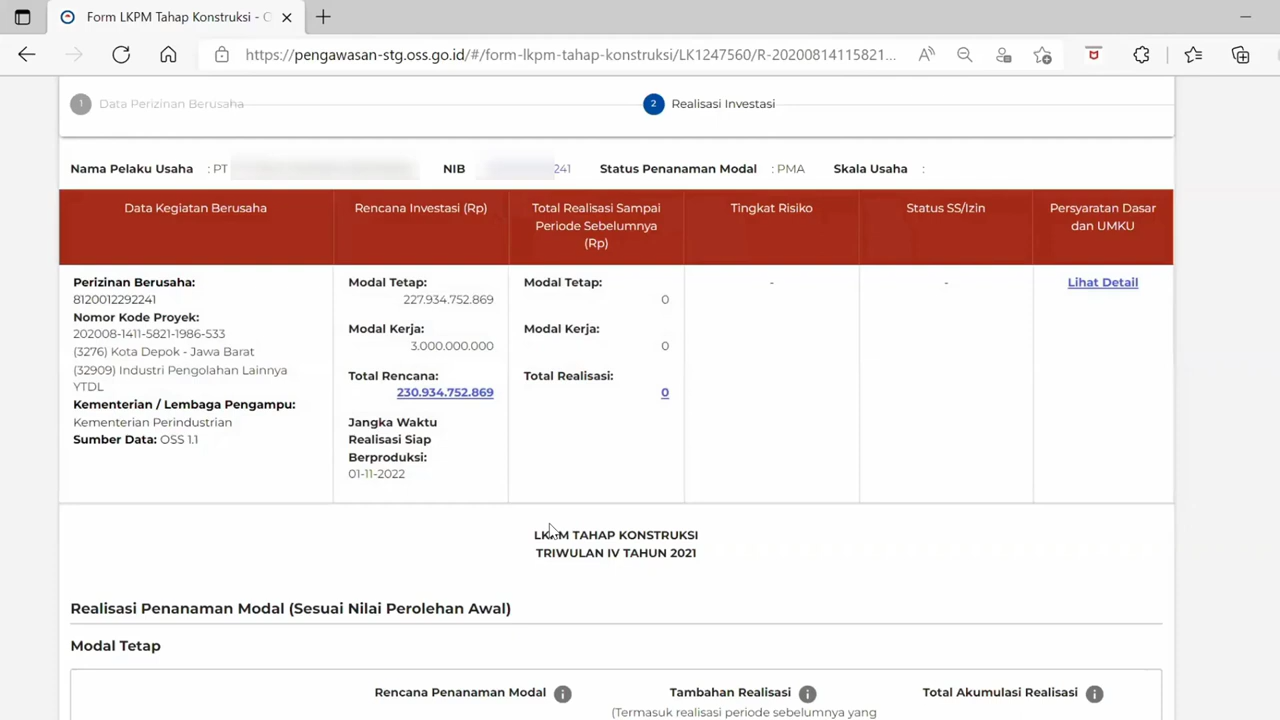 Form LKPM Tahap Konstruksi - O
https://pengawasan-stg.oss.go.id/#/form-lkpm-tahap-konstruksi/LK1247560/R-20200814115821...
1 Data Perizinan Berusaha
2 Realisasi Investasi
Nama Pelaku Usaha : PT
NIB 241
Status Penanaman Modal : PMA
Skala Usaha :
Data Kegiatan Berusaha
Rencana Investasi (Rp)
Total Realisasi Sampai
Periode Sebelumnya
(Rp)
Tingkat Risiko
Status SS/Izin
Persyaratan Dasar
dan UMKU
Perizinan Berusaha:
8120012292241
Nomor Kode Proyek:
202008-1411-5821-1986-533
(3276) Kota Depok - Jawa Barat
(32909) Industri Pengolahan Lainnya
YTDL
Kementerian / Lembaga Pengampu:
Kementerian Perindustrian
Sumber Data: OSS 1.1
Modal Tetap:
227.934.752.869
Modal Kerja:
3.000.000.000
Total Rencana:
230.934.752.869
Jangka Waktu
Realisasi Siap
Berproduksi:
01-11-2022
Modal Tetap:
0
Modal Kerja:
0
Total Realisasi:
0
-
-
Lihat Detail
LKPM TAHAP KONSTRUKSI
TRIWULAN IV TAHUN 2021
Realisasi Penanaman Modal (Sesuai Nilai Perolehan Awal)
Modal Tetap
Rencana Penanaman Modal
Tambahan Realisasi
(Termasuk realisasi periode sebelumnya yang
Total Akumulasi Realisasi